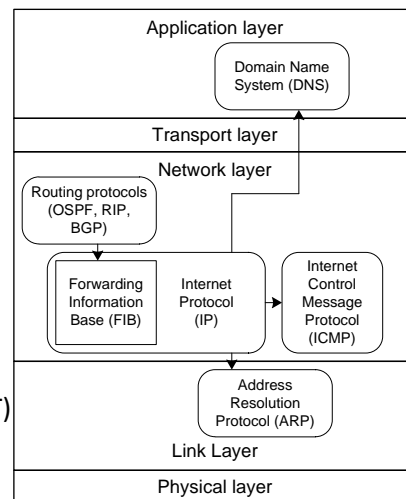 Application layer
Domain Name
System (DNS)
Transport layer
Network layer
Routing protocols
(OSPF, RIP,
BGP)
Forwarding
Information
Base (FIB)
Internet
Protocol
(IP)
Internet
Control
Message
Protocol
(ICMP)
Address
Resolution
Protocol (ARP)
Link Layer
Physical layer